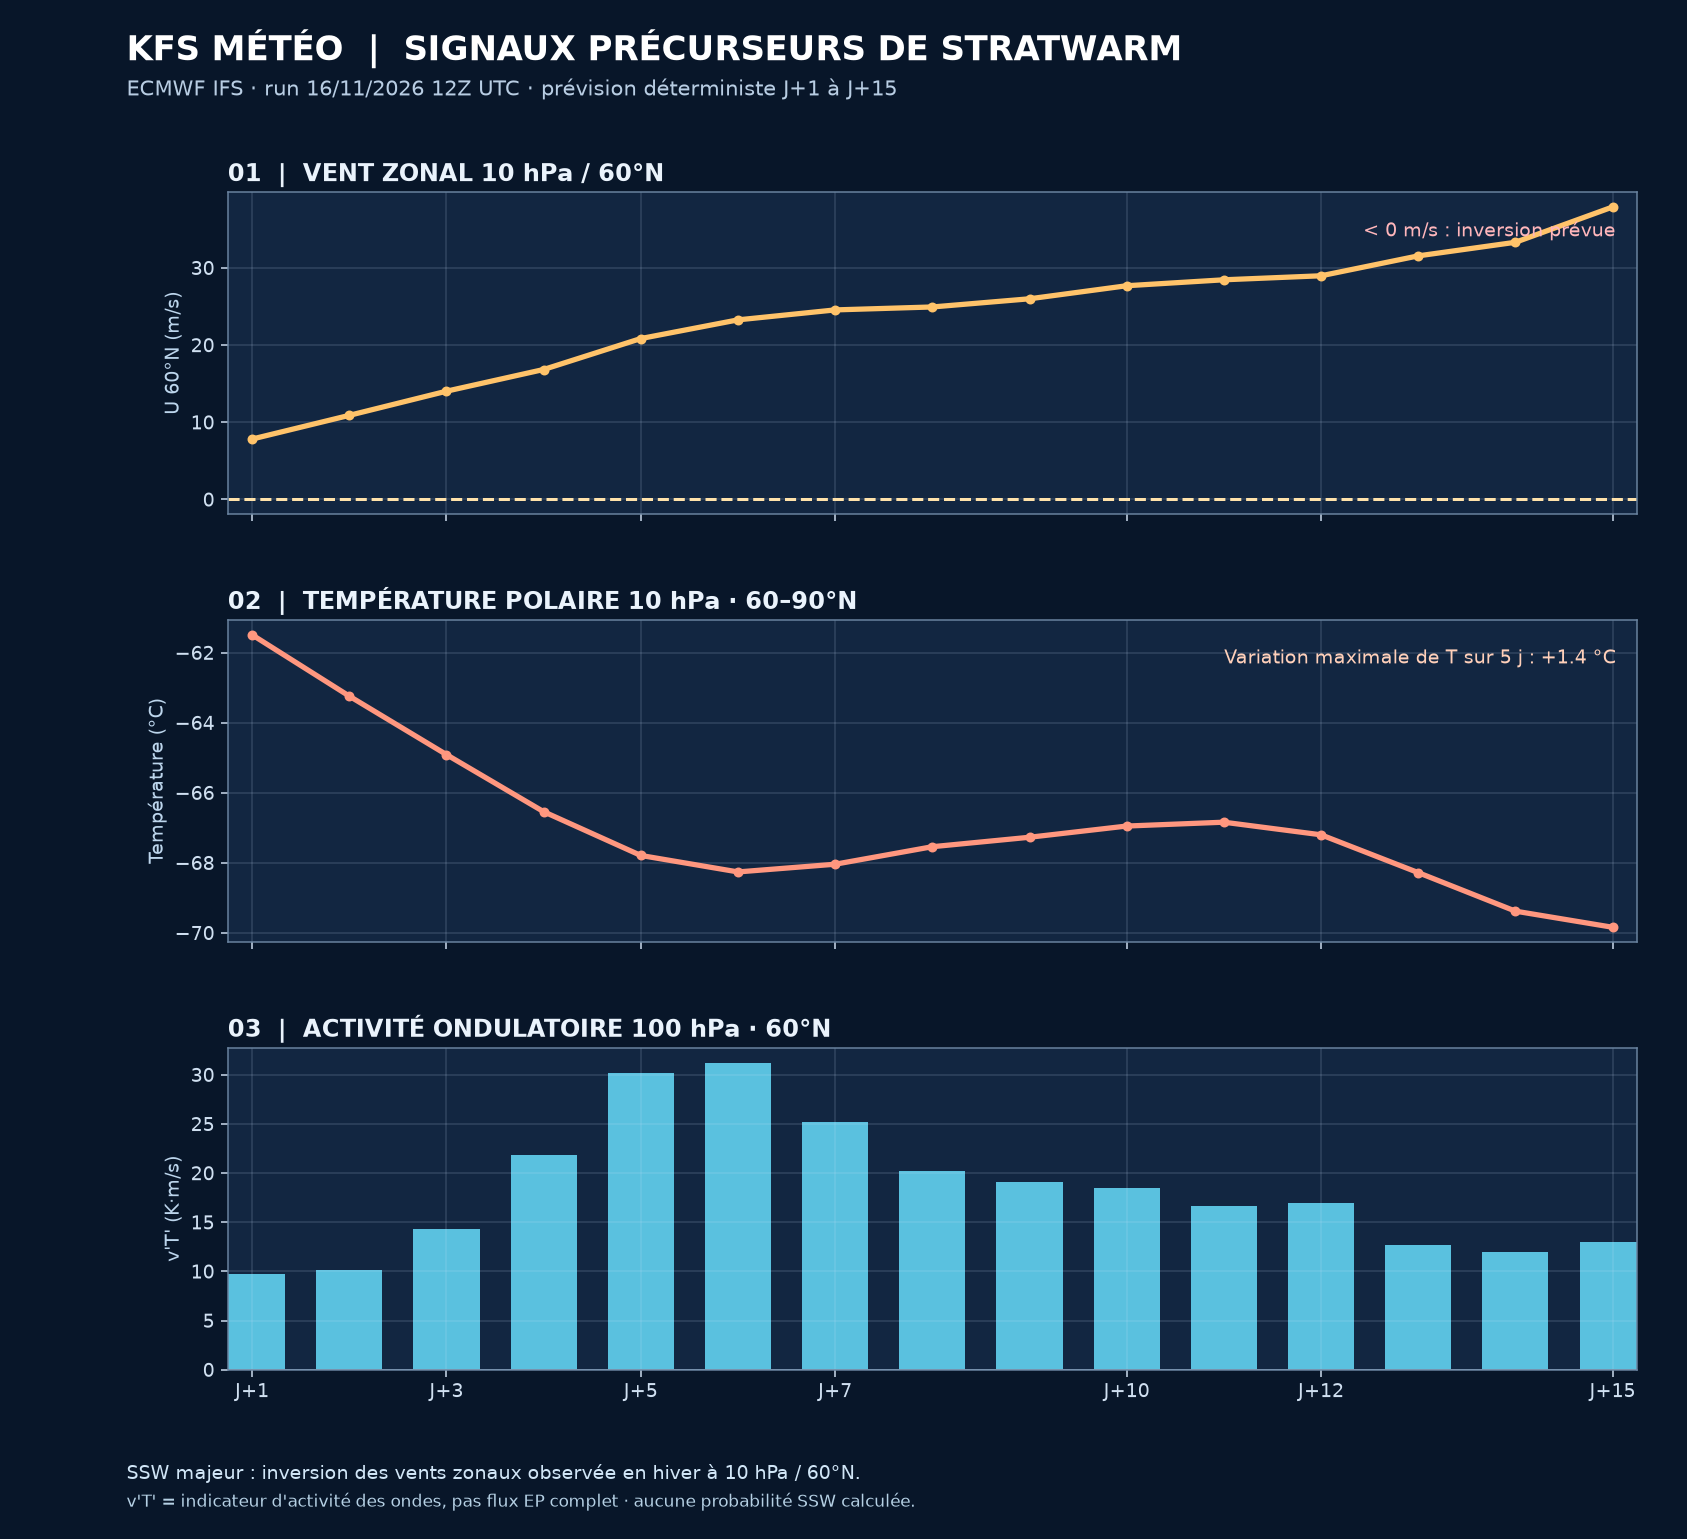 KFS MÉTÉO | SIGNAUX PRÉCURSEURS DE STRATWARM
ECMWF IFS · run 16/11/2026 12Z UTC · prévision déterministe J+1 à J+15
01 | VENT ZONAL 10 hPa / 60°N
< 0 m/s : inversion prévue
U 60°N (m/s)
30
20
10
0
02 | TEMPÉRATURE POLAIRE 10 hPa · 60–90°N
Variation maximale de T sur 5 j : +1.4 °C
Température (°C)
−62
−64
−66
−68
−70
03 | ACTIVITÉ ONDULATOIRE 100 hPa · 60°N
v'T' (K·m/s)
30
25
20
15
10
5
0
J+1 J+3 J+5 J+7 J+10 J+12 J+15
SSW majeur : inversion des vents zonaux observée en hiver à 10 hPa / 60°N.
v'T' = indicateur d'activité des ondes, pas flux EP complet · aucune probabilité SSW calculée.